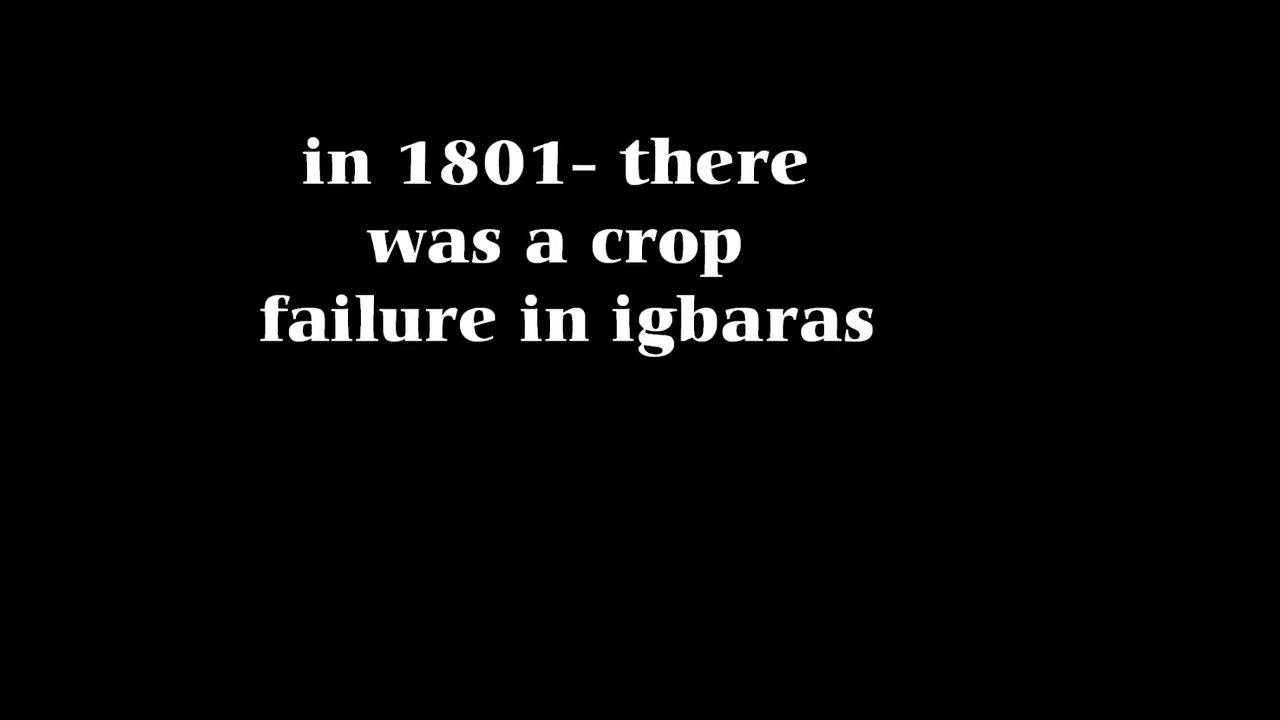 in 1801- there
was a crop
failure in igbaras